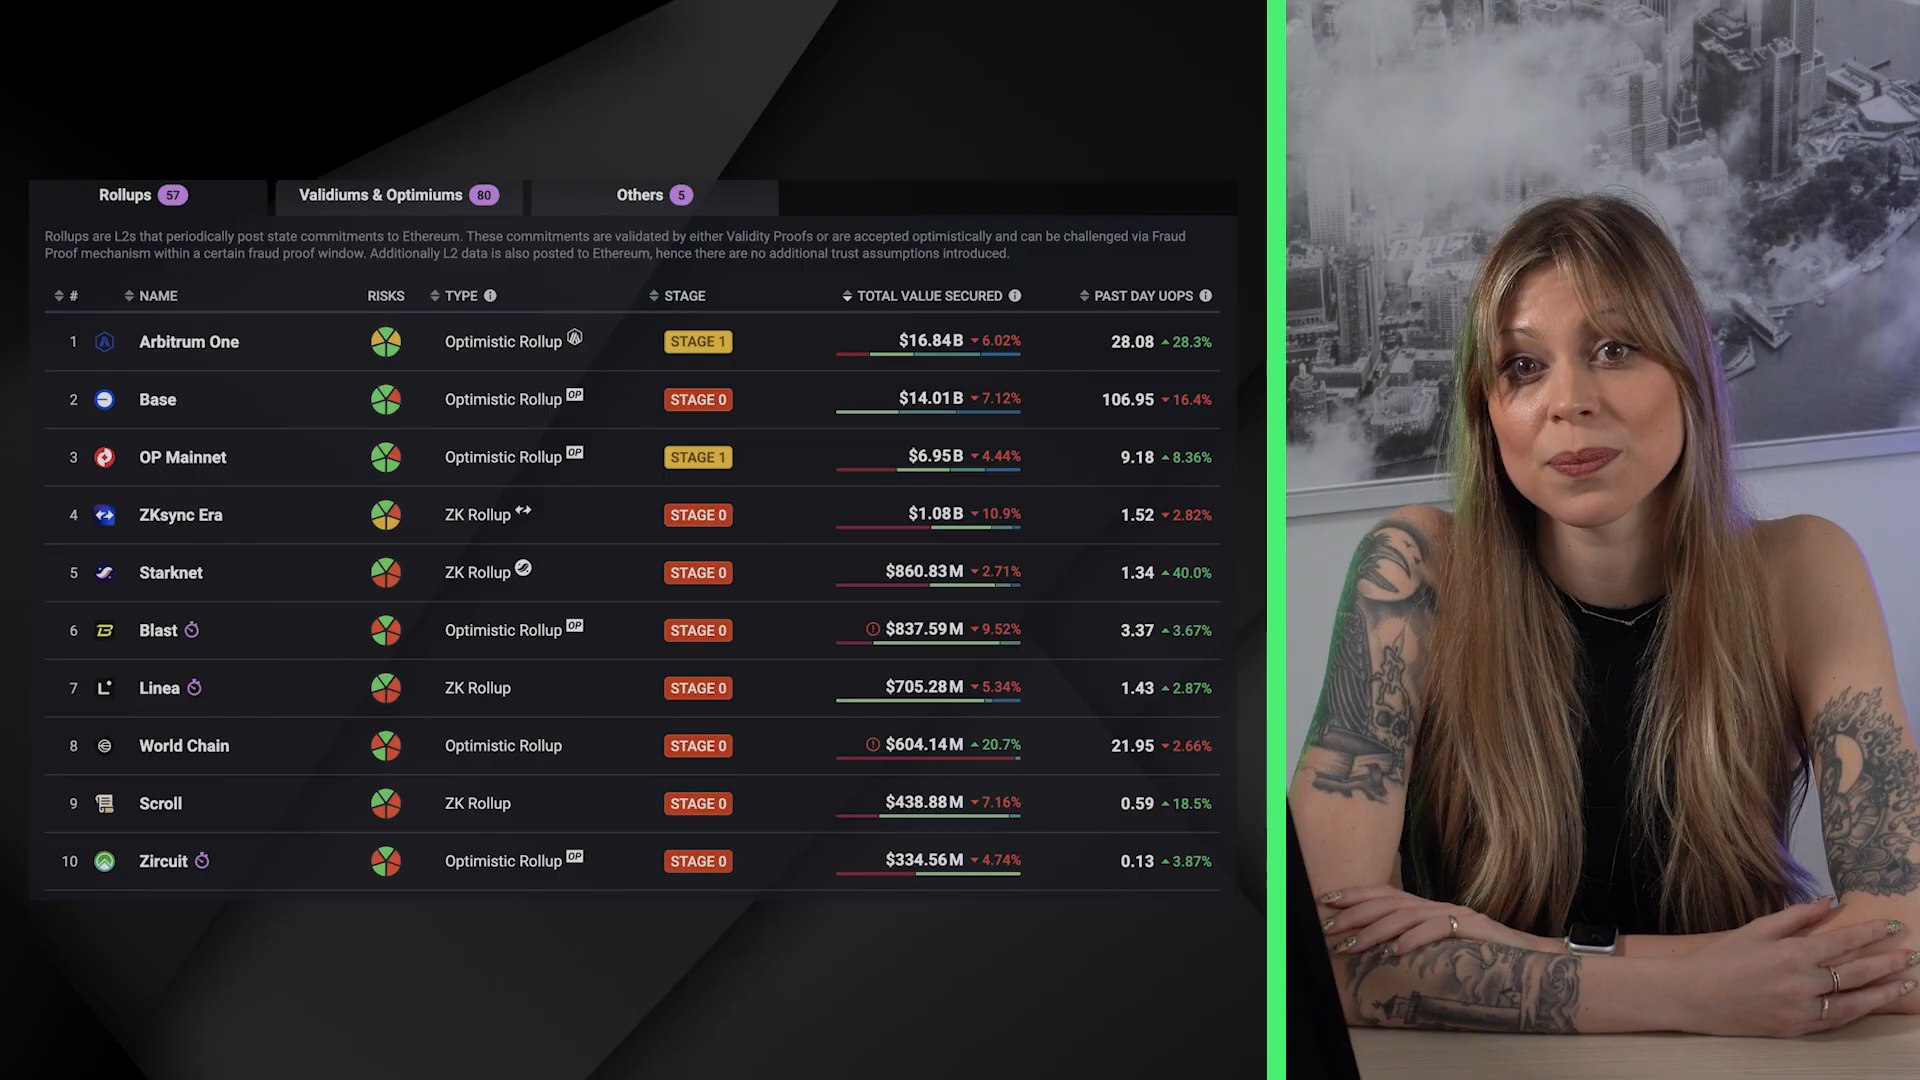 Rollups 57 Validiums & Optimiums 80 Others 5
Rollups are L2s that periodically post state commitments to Ethereum. These commitments are validated by either Validity Proofs or are accepted optimistically and can be challenged via Fraud
Proof mechanism within a certain fraud proof window. Additionally L2 data is also posted to Ethereum, hence there are no additional trust assumptions introduced.
# NAME RISKS TYPE STAGE TOTAL VALUE SECURED PAST DAY UOPS
1 Arbitrum One Optimistic Rollup STAGE 1 $16.84 B 6.02% 28.08 28.3%
2 Base Optimistic Rollup OP STAGE 0 $14.01 B 7.12% 106.95 16.4%
3 OP Mainnet Optimistic Rollup OP STAGE 1 $6.95 B 4.44% 9.18 8.36%
4 ZKsync Era ZK Rollup STAGE 0 $1.08 B 10.9% 1.52 2.82%
5 Starknet ZK Rollup STAGE 0 $860.83 M 2.71% 1.34 40.0%
6 Blast Optimistic Rollup OP STAGE 0 $837.59 M 9.52% 3.37 3.67%
7 Linea ZK Rollup STAGE 0 $705.28 M 5.34% 1.43 2.87%
8 World Chain Optimistic Rollup STAGE 0 $604.14 M 20.7% 21.95 2.66%
9 Scroll ZK Rollup STAGE 0 $438.88 M 7.16% 0.59 18.5%
10 Zircuit Optimistic Rollup OP STAGE 0 $334.56 M 4.74% 0.13 3.87%